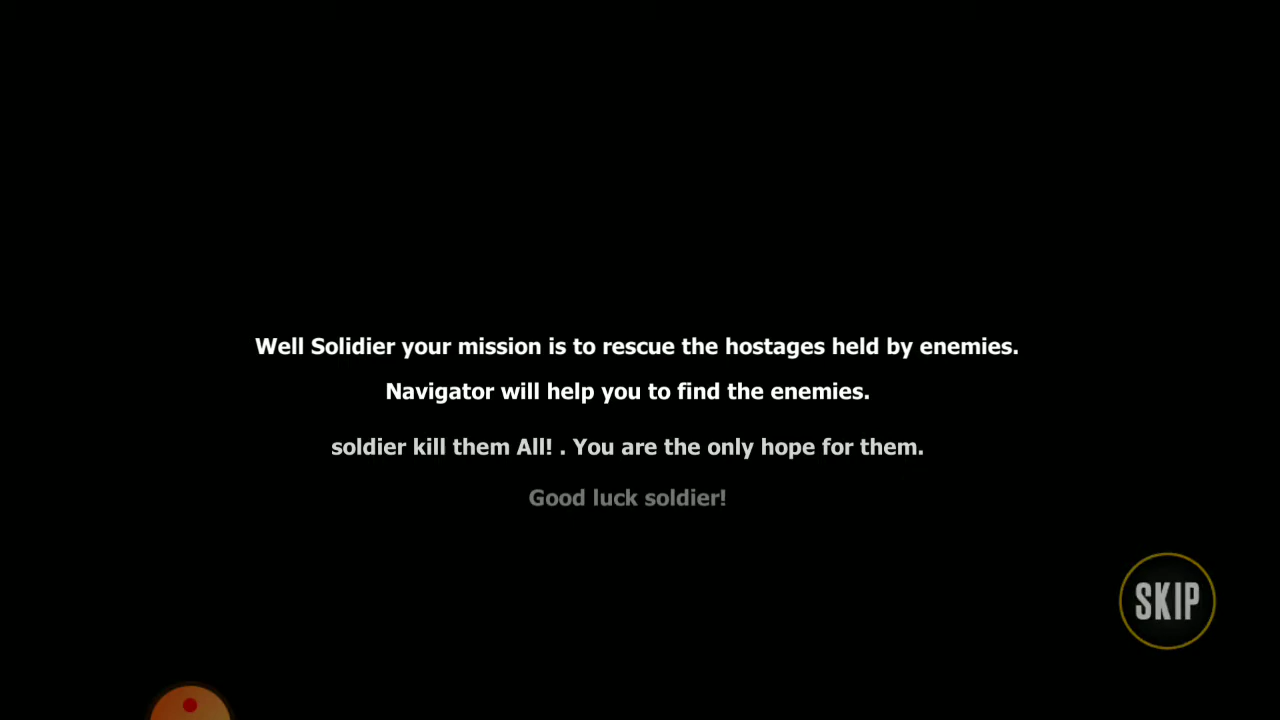 Well Solidier your mission is to rescue the hostages held by enemies.
Navigator will help you to find the enemies.
soldier kill them All! . You are the only hope for them.
Good luck soldier!
SKIP